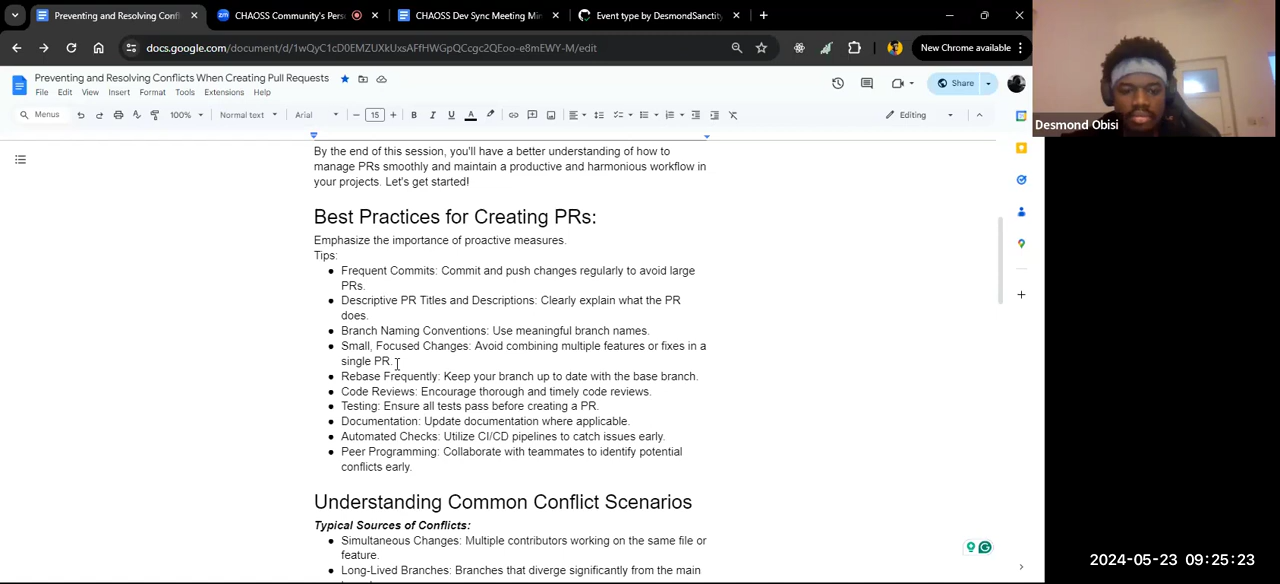 Preventing and Resolving Confl
CHAOSS Community's Pers
CHAOSS Dev Sync Meeting Min
Event type by DesmondSanctity
docs.google.com/document/d/1wQyC1cD0EMZUXkUxsAFfHWGpQCcgc2QEoo-e8mEWY-M/edit
New Chrome available
Preventing and Resolving Conflicts When Creating Pull Requests
File Edit View Insert Format Tools Extensions Help
Share
Menus 100% Normal text Arial 15 B I U A Editing
Desmond Obisi
By the end of this session, you'll have a better understanding of how to
manage PRs smoothly and maintain a productive and harmonious workflow in
your projects. Let's get started!
Best Practices for Creating PRs:
Emphasize the importance of proactive measures.
Tips:
Frequent Commits: Commit and push changes regularly to avoid large
PRs.
Descriptive PR Titles and Descriptions: Clearly explain what the PR
does.
Branch Naming Conventions: Use meaningful branch names.
Small, Focused Changes: Avoid combining multiple features or fixes in a
single PR.
Rebase Frequently: Keep your branch up to date with the base branch.
Code Reviews: Encourage thorough and timely code reviews.
Testing: Ensure all tests pass before creating a PR.
Documentation: Update documentation where applicable.
Automated Checks: Utilize CI/CD pipelines to catch issues early.
Peer Programming: Collaborate with teammates to identify potential
conflicts early.
Understanding Common Conflict Scenarios
Typical Sources of Conflicts:
Simultaneous Changes: Multiple contributors working on the same file or
feature.
Long-Lived Branches: Branches that diverge significantly from the main
2024-05-23 09:25:23